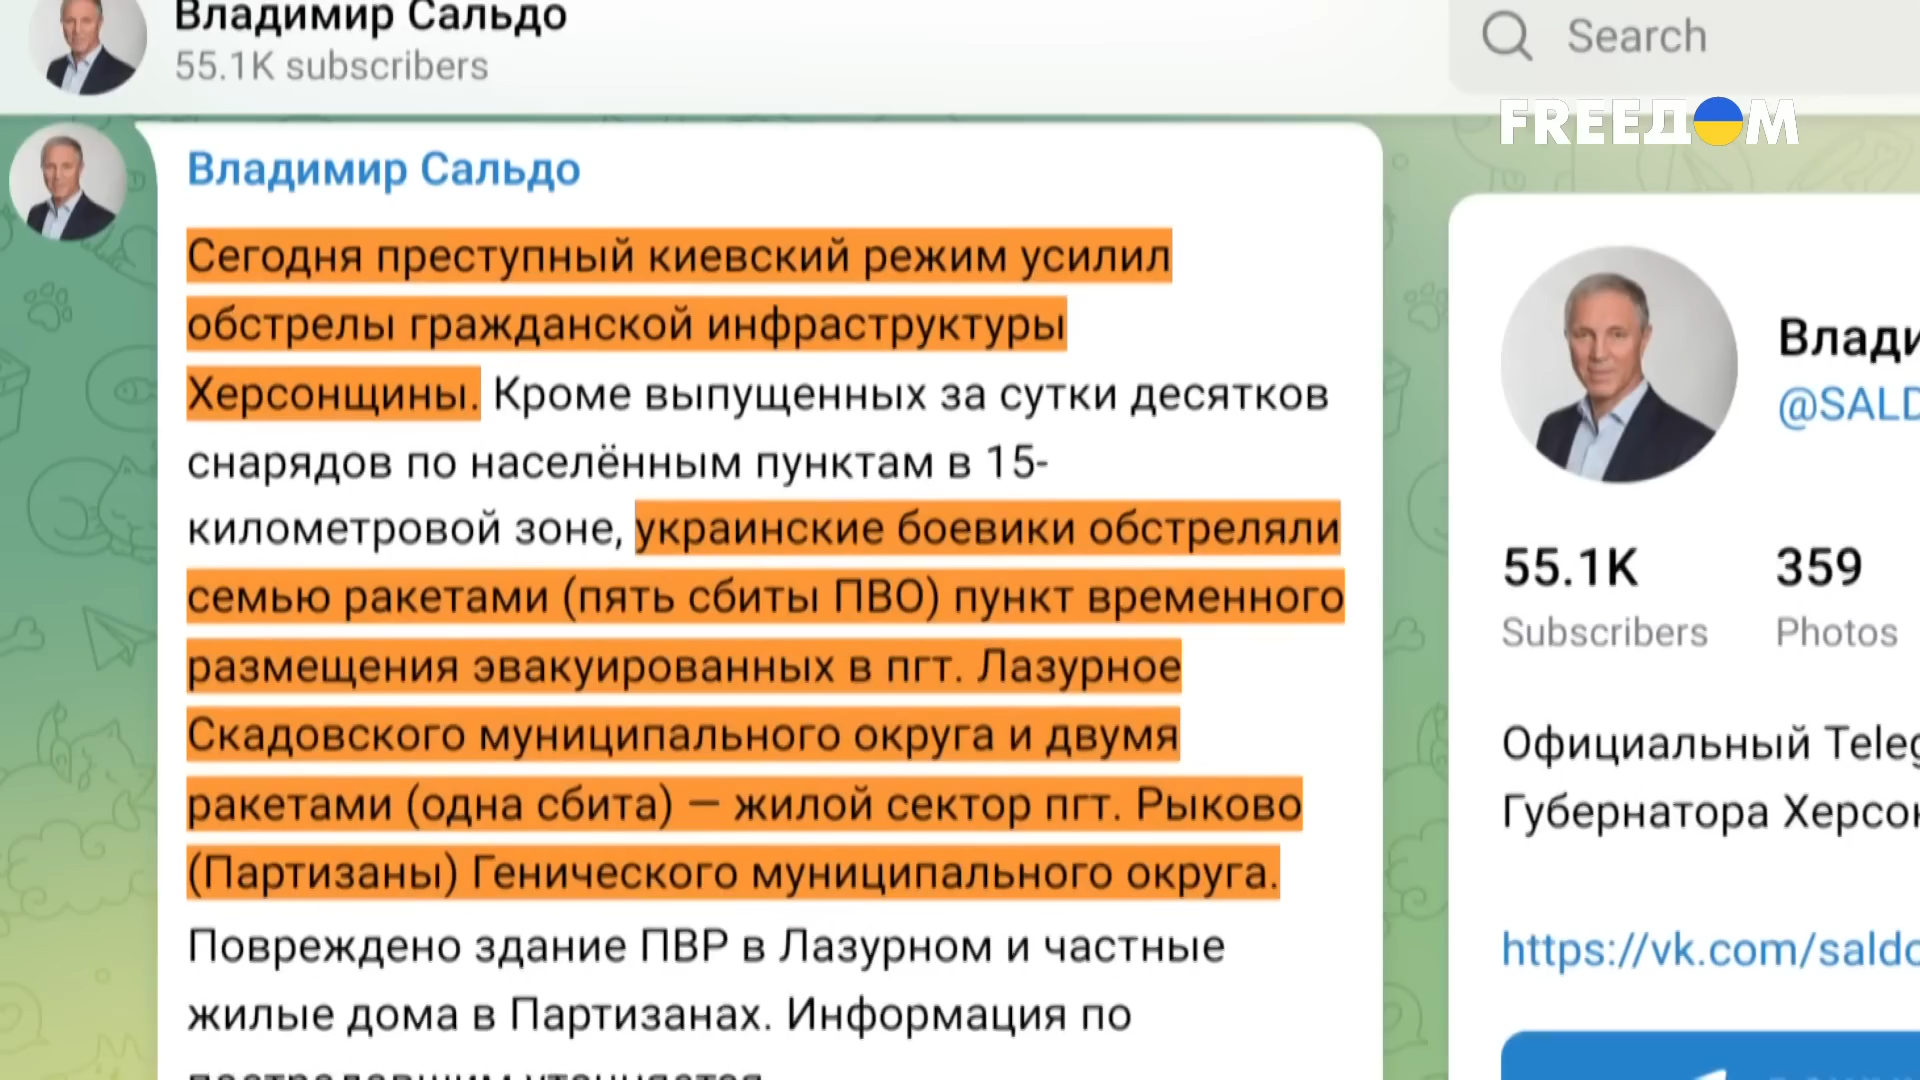 Владимир Сальдо
55.1K subscribers
Search
FREEДOM
Владимир Сальдо
Сегодня преступный киевский режим усилил
обстрелы гражданской инфраструктуры
Херсонщины. Кроме выпущенных за сутки десятков
снарядов по населённым пунктам в 15-
километровой зоне, украинские боевики обстреляли
семью ракетами (пять сбиты ПВО) пункт временного
размещения эвакуированных в пгт. Лазурное
Скадовского муниципального округа и двумя
ракетами (одна сбита) — жилой сектор пгт. Рыково
(Партизаны) Генического муниципального округа.
Повреждено здание ПВР в Лазурном и частные
жилые дома в Партизанах. Информация по
Влади
@SALD
55.1K
359
Subscribers
Photos
Официальный Teleg
Губернатора Херсон
https://vk.com/saldo